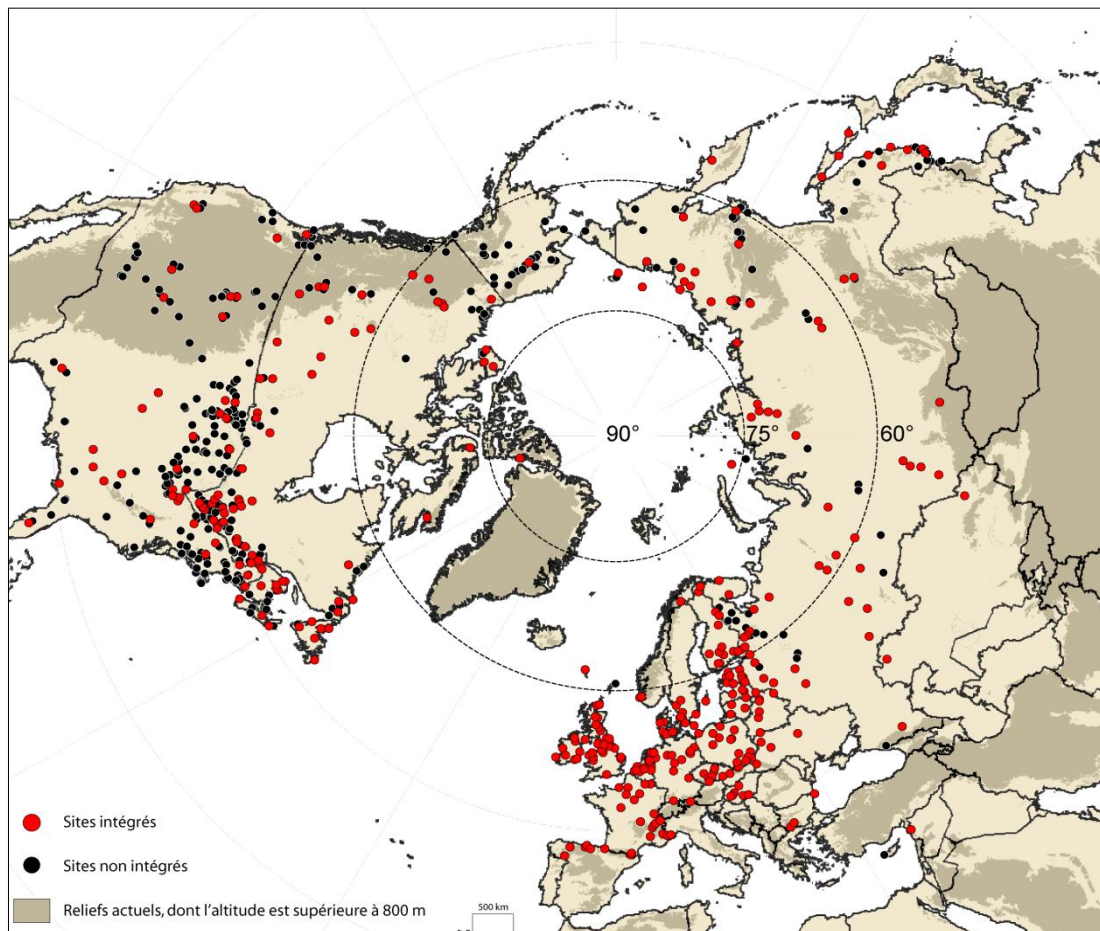 90°
75°
60°
Sites intégrés
Sites non intégrés
Reliefs actuels, dont l'altitude est supérieure à 800 m
500 km